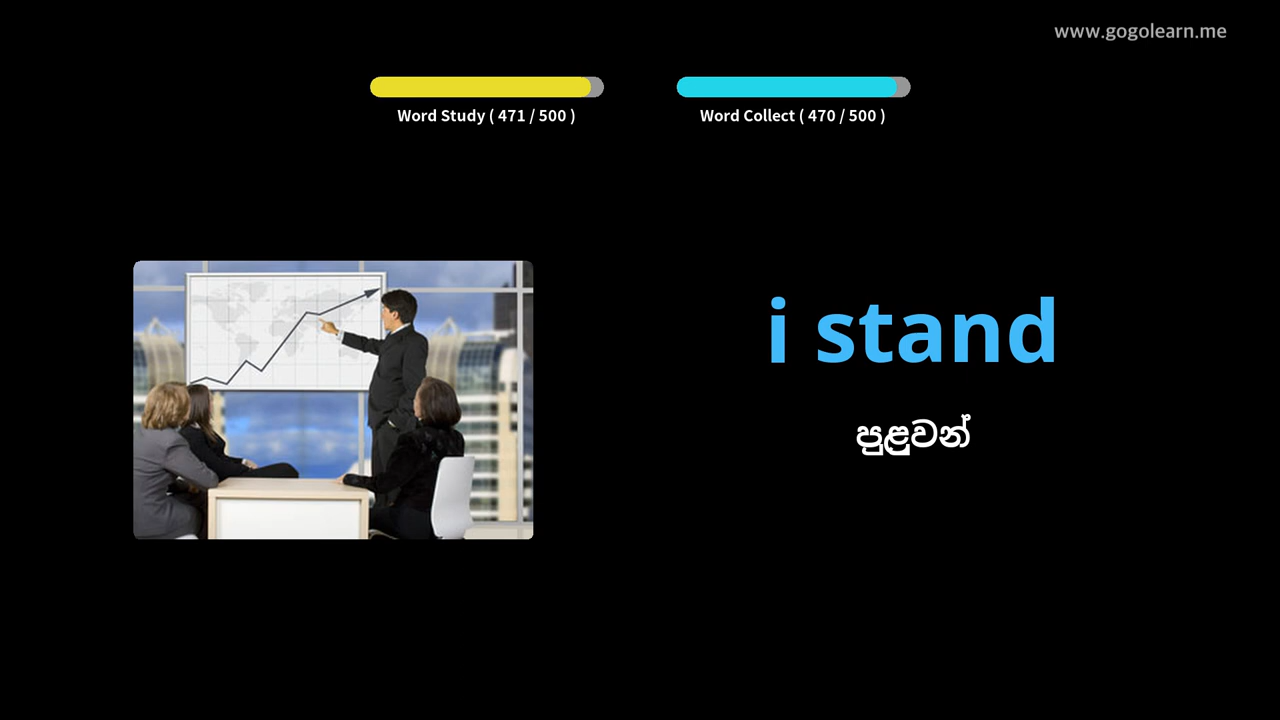 www.gogolearn.me
Word Study ( 471 / 500 )
Word Collect ( 470 / 500 )
i stand
පුළුවන්